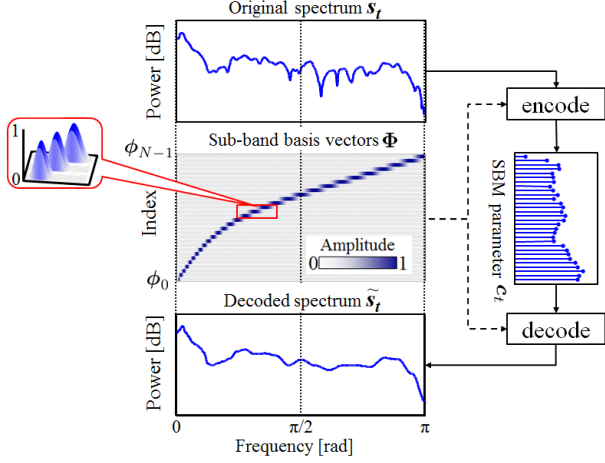 Original spectrum s_t
Power [dB]
encode
1
0
ϕ_{N−1}
Sub-band basis vectors Φ
Index
Amplitude
0 1
ϕ_0
SBM parameter c_t
Decoded spectrum s̃_t
Power [dB]
decode
0 π/2 π
Frequency [rad]